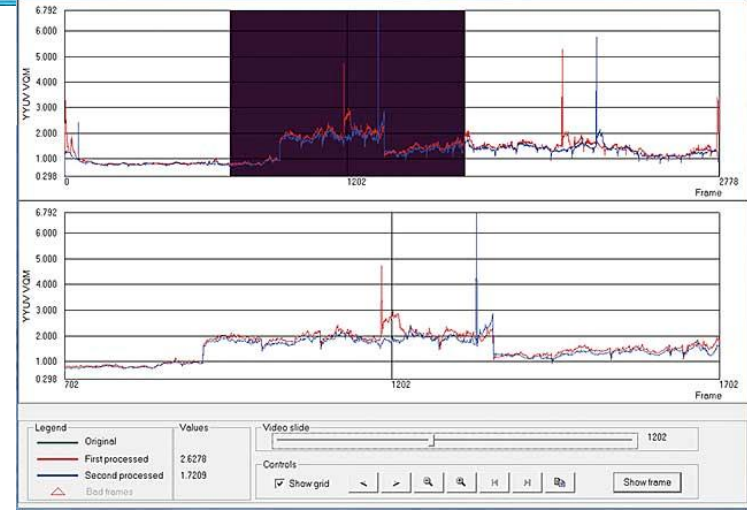 6.792
6.000
5.000
4.000
3.000
2.000
1.000
0.298
YYUV VQM
0 1202 2778
Frame
6.792
6.000
5.000
4.000
3.000
2.000
1.000
0.298
YYUV VQM
702 1202 1702
Frame
Legend Values Video slide
Original 1202
First processed 2.6278
Controls
Second processed 1.7209
Show grid Show frame
Bad frames